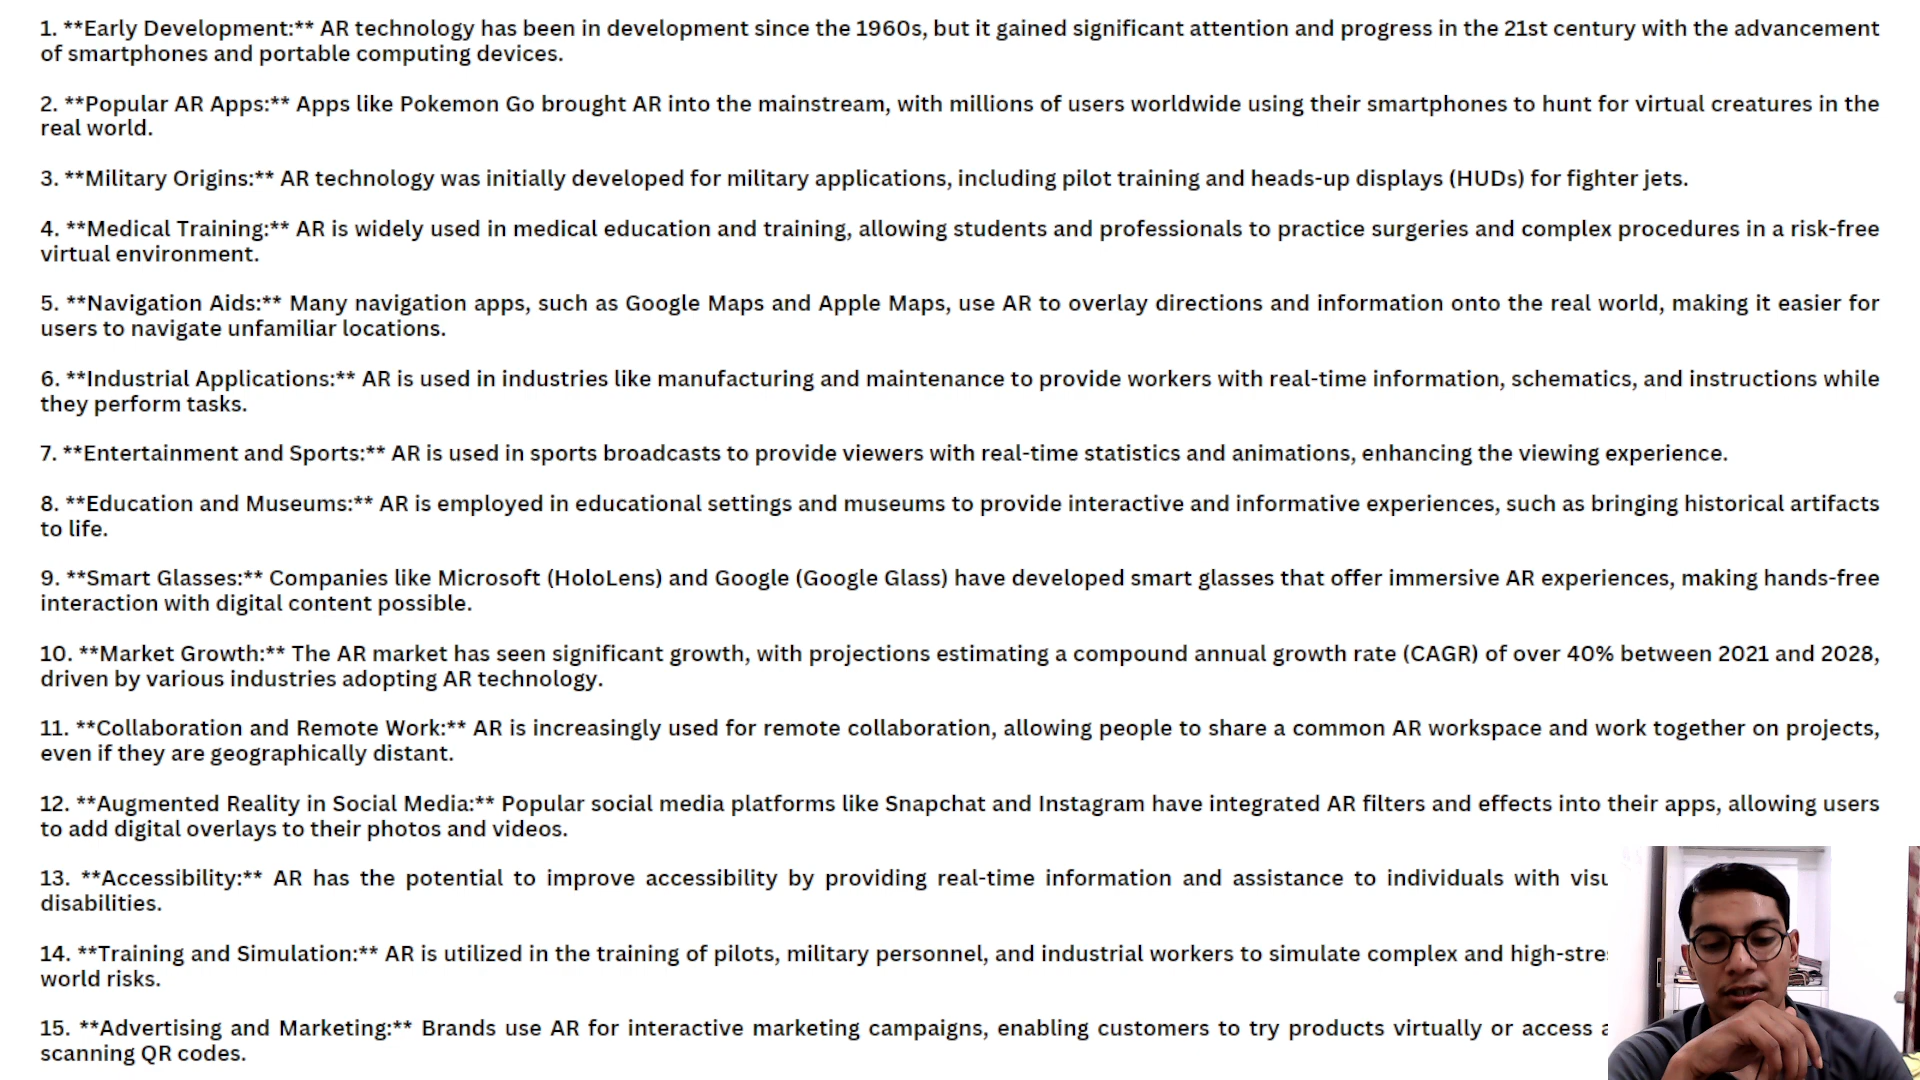 1. **Early Development:** AR technology has been in development since the 1960s, but it gained significant attention and progress in the 21st century with the advancement
of smartphones and portable computing devices.
2. **Popular AR Apps:** Apps like Pokemon Go brought AR into the mainstream, with millions of users worldwide using their smartphones to hunt for virtual creatures in the
real world.
3. **Military Origins:** AR technology was initially developed for military applications, including pilot training and heads-up displays (HUDs) for fighter jets.
4. **Medical Training:** AR is widely used in medical education and training, allowing students and professionals to practice surgeries and complex procedures in a risk-free
virtual environment.
5. **Navigation Aids:** Many navigation apps, such as Google Maps and Apple Maps, use AR to overlay directions and information onto the real world, making it easier for
users to navigate unfamiliar locations.
6. **Industrial Applications:** AR is used in industries like manufacturing and maintenance to provide workers with real-time information, schematics, and instructions while
they perform tasks.
7. **Entertainment and Sports:** AR is used in sports broadcasts to provide viewers with real-time statistics and animations, enhancing the viewing experience.
8. **Education and Museums:** AR is employed in educational settings and museums to provide interactive and informative experiences, such as bringing historical artifacts
to life.
9. **Smart Glasses:** Companies like Microsoft (HoloLens) and Google (Google Glass) have developed smart glasses that offer immersive AR experiences, making hands-free
interaction with digital content possible.
10. **Market Growth:** The AR market has seen significant growth, with projections estimating a compound annual growth rate (CAGR) of over 40% between 2021 and 2028,
driven by various industries adopting AR technology.
11. **Collaboration and Remote Work:** AR is increasingly used for remote collaboration, allowing people to share a common AR workspace and work together on projects,
even if they are geographically distant.
12. **Augmented Reality in Social Media:** Popular social media platforms like Snapchat and Instagram have integrated AR filters and effects into their apps, allowing users
to add digital overlays to their photos and videos.
13. **Accessibility:** AR has the potential to improve accessibility by providing real-time information and assistance to individuals with
disabilities.
14. **Training and Simulation:** AR is utilized in the training of pilots, military personnel, and industrial workers to simulate complex and
world risks.
15. **Advertising and Marketing:** Brands use AR for interactive marketing campaigns, enabling customers to try products virtually or access
scanning QR codes.